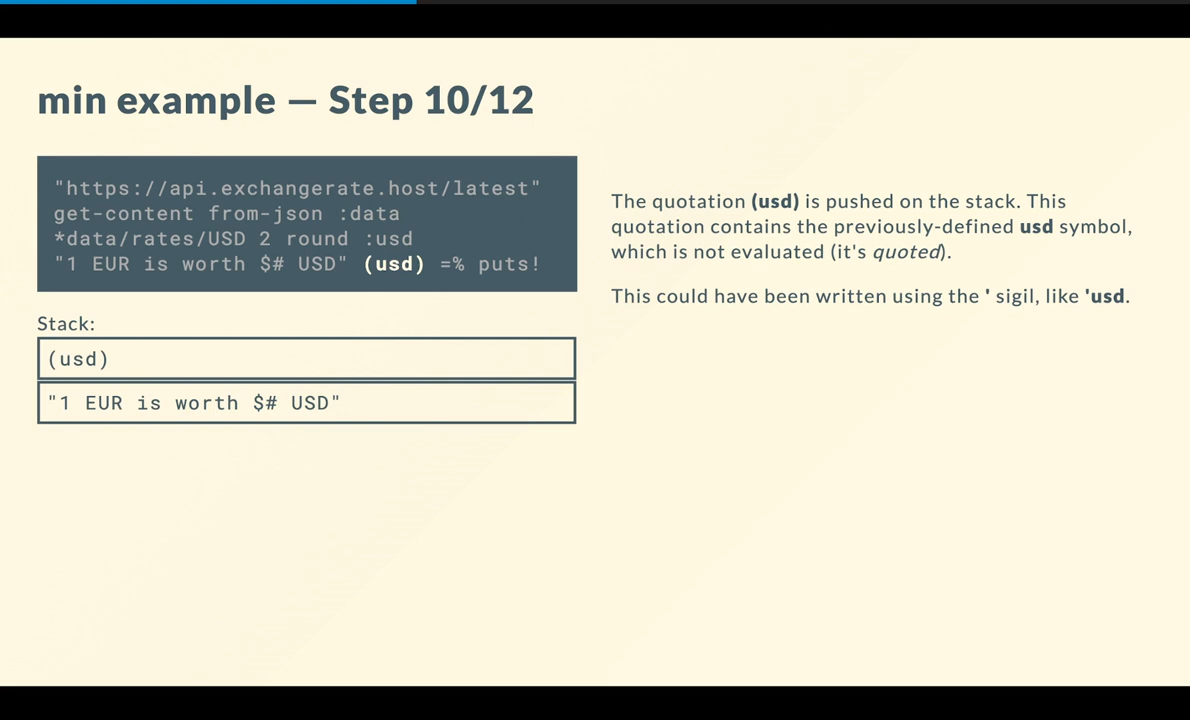 min example — Step 10/12
"https://api.exchangerate.host/latest"
get-content from-json :data
*data/rates/USD 2 round :usd
"1 EUR is worth $# USD" (usd) =% puts!
Stack:
(usd)
"1 EUR is worth $# USD"
The quotation (usd) is pushed on the stack. This
quotation contains the previously-defined usd symbol,
which is not evaluated (it's quoted).
This could have been written using the ' sigil, like 'usd.